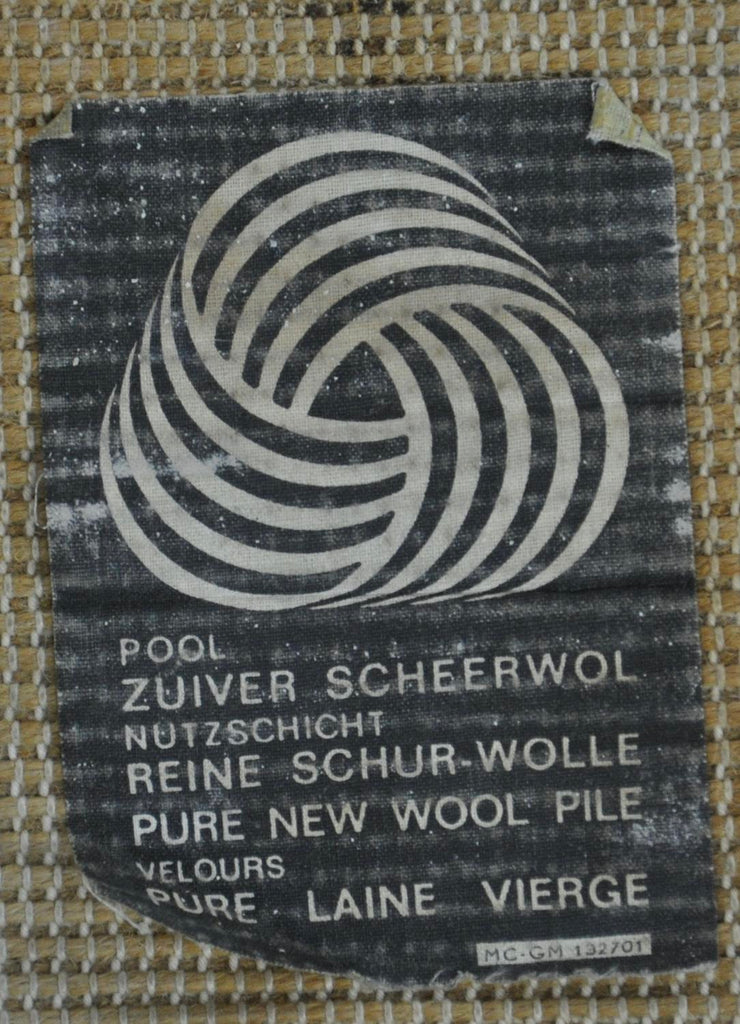 POOL
ZUIVER SCHEERWOL
NUTZSCHICHT
REINE SCHUR-WOLLE
PURE NEW WOOL PILE
VELOURS
PURE LAINE VIERGE
MC-GM 132701